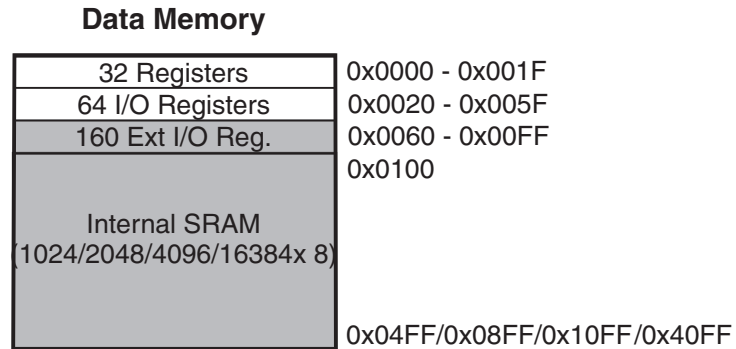 Data Memory
32 Registers 0x0000 - 0x001F
64 I/O Registers 0x0020 - 0x005F
160 Ext I/O Reg. 0x0060 - 0x00FF
0x0100
Internal SRAM
(1024/2048/4096/16384x 8)
0x04FF/0x08FF/0x10FF/0x40FF